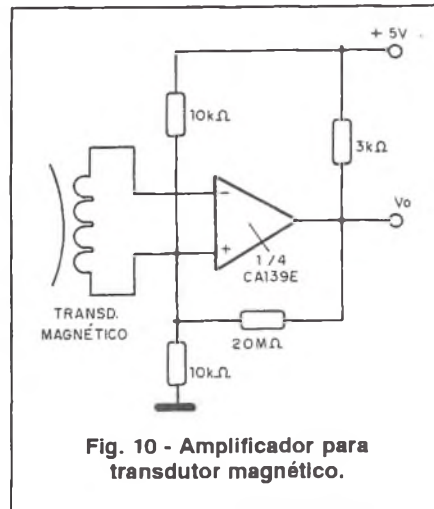 + 5V
10kΩ
3kΩ
Vo
-
+
1/4
CA139E
TRANSD.
MAGNÉTICO
20MΩ
10kΩ
Fig. 10 - Amplificador para
transdutor magnético.